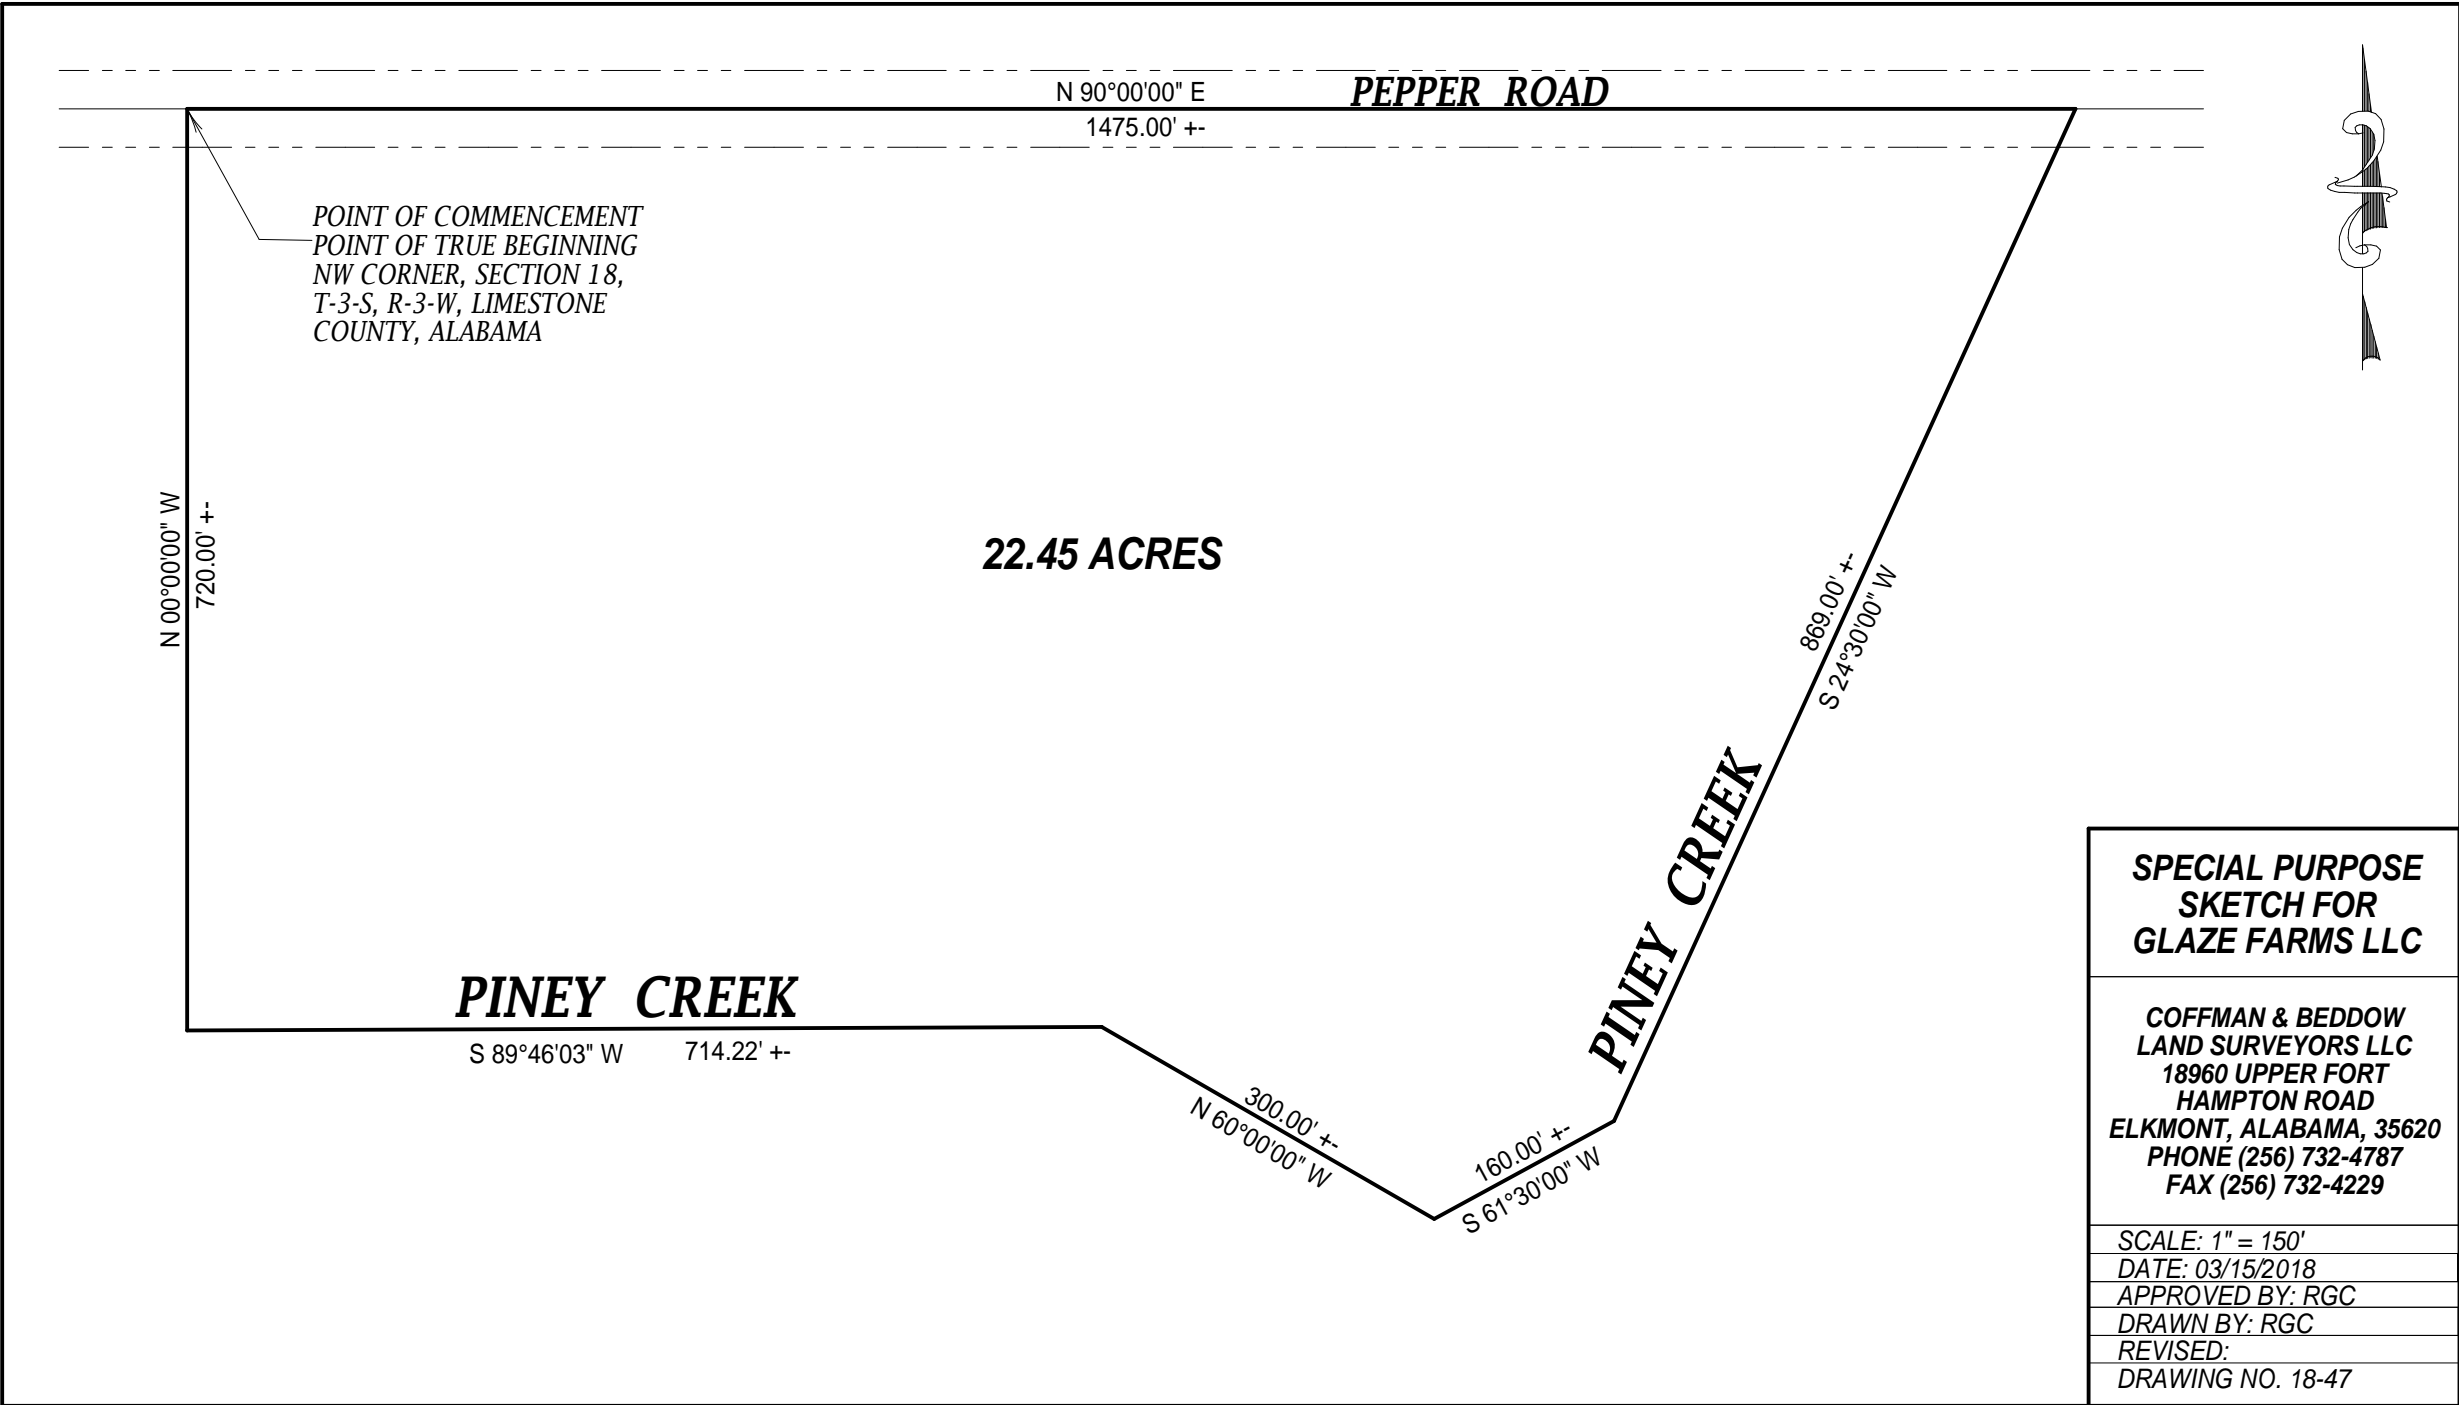 N 90°00'00" E
PEPPER ROAD
1475.00' +-
POINT OF COMMENCEMENT
POINT OF TRUE BEGINNING
NW CORNER, SECTION 18,
T-3-S, R-3-W, LIMESTONE
COUNTY, ALABAMA
N 00°00'00" W
720.00' +-
22.45 ACRES
869.00' +-
S 24°30'00" W
PINEY CREEK
PINEY CREEK
S 89°46'03" W 714.22' +-
300.00' +-
N 60°00'00" W
160.00' +-
S 61°30'00" W
SPECIAL PURPOSE
SKETCH FOR
GLAZE FARMS LLC
COFFMAN & BEDDOW
LAND SURVEYORS LLC
18960 UPPER FORT
HAMPTON ROAD
ELKMONT, ALABAMA, 35620
PHONE (256) 732-4787
FAX (256) 732-4229
SCALE: 1" = 150'
DATE: 03/15/2018
APPROVED BY: RGC
DRAWN BY: RGC
REVISED:
DRAWING NO. 18-47